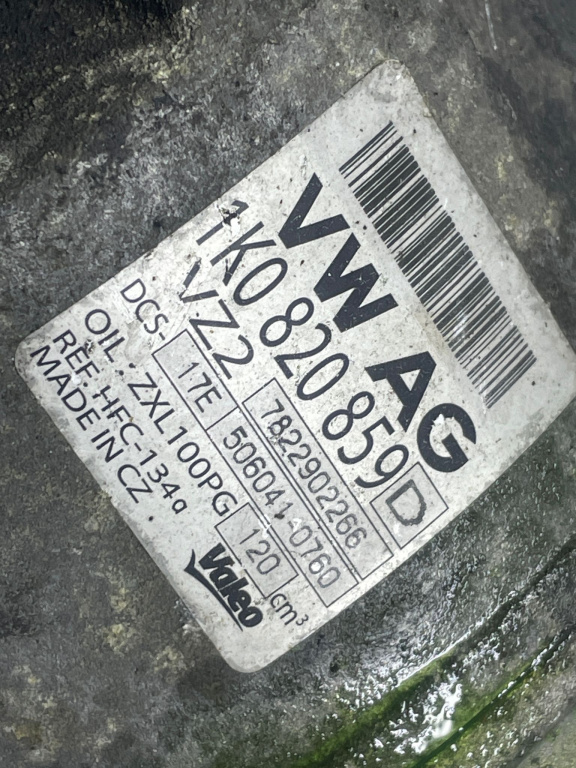 VW AG
1K0 820 859 D
VZ2 7822902266
DCS-17E 506041-0760
OIL : ZXL100PG 120 cm³
REF: HFC-134a
MADE IN CZ
Valeo